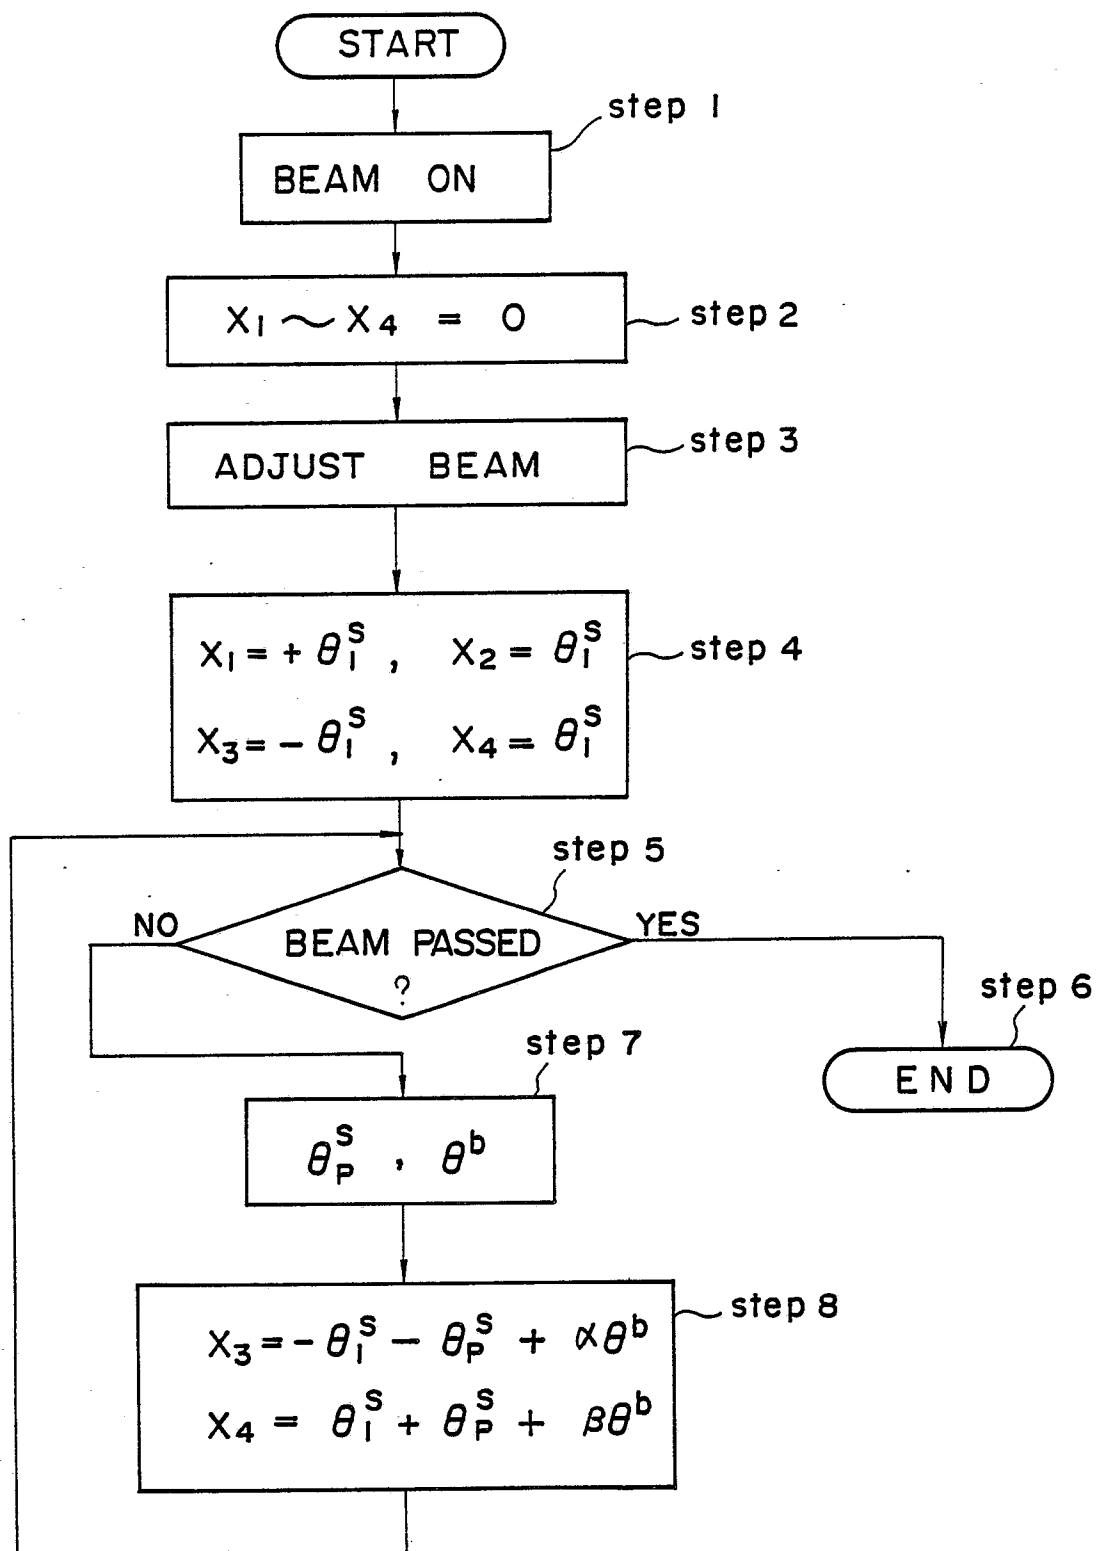 START
step 1
BEAM ON
X₁ ~ X₄ = 0
step 2
ADJUST BEAM
step 3
X₁ = + θ₁ˢ , X₂ = θ₁ˢ
X₃ = - θ₁ˢ , X₄ = θ₁ˢ
step 4
step 5
NO
BEAM PASSED
?
YES
step 6
END
step 7
θₚˢ , θᵇ
step 8
X₃ = - θ₁ˢ - θₚˢ + αθᵇ
X₄ = θ₁ˢ + θₚˢ + βθᵇ